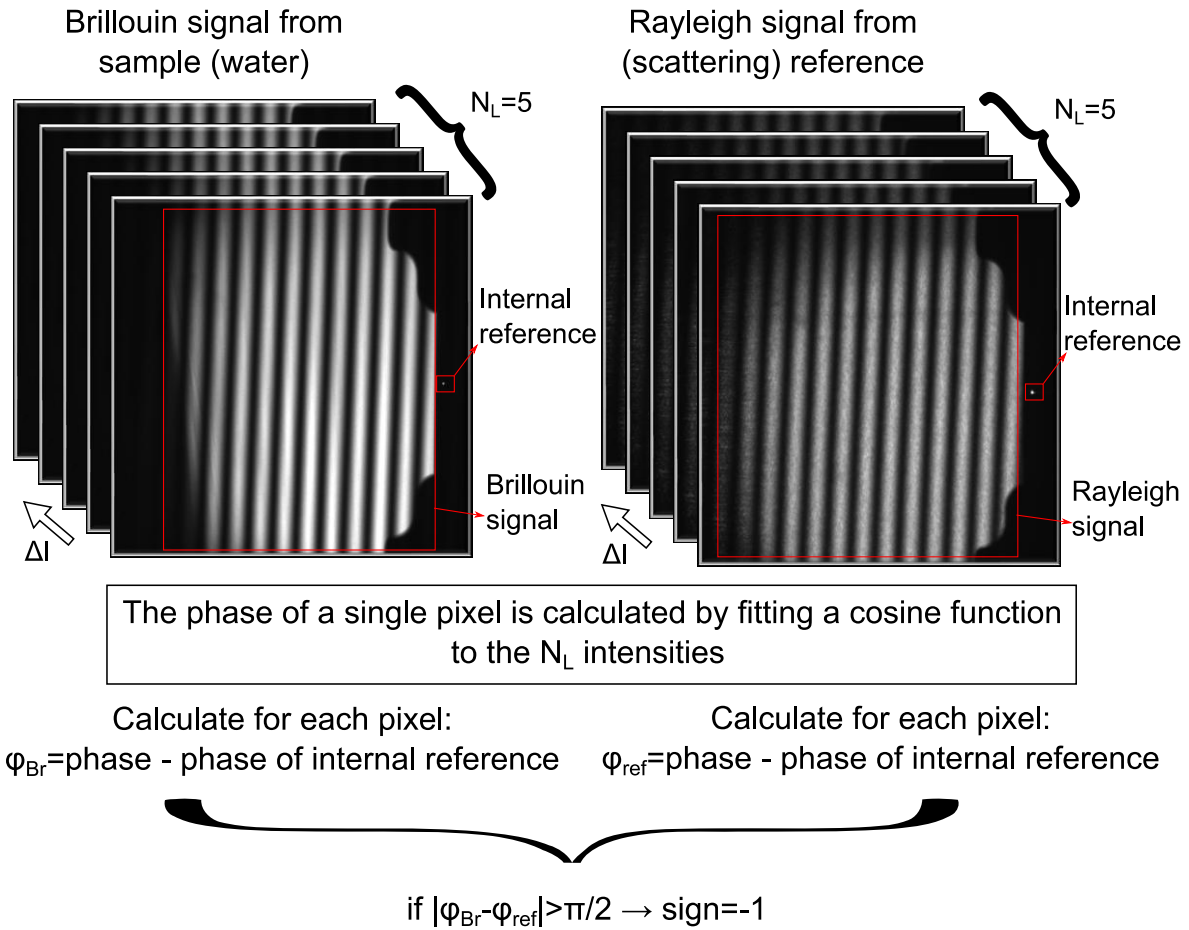 Brillouin signal from
sample (water)
Rayleigh signal from
(scattering) reference
N_L=5
N_L=5
Internal
reference
Internal
reference
Brillouin
signal
Rayleigh
signal
Δl
Δl
The phase of a single pixel is calculated by fitting a cosine function
to the N_L intensities
Calculate for each pixel:
φ_Br=phase - phase of internal reference
Calculate for each pixel:
φ_ref=phase - phase of internal reference
if |φ_Br-φ_ref|>π/2 → sign=-1